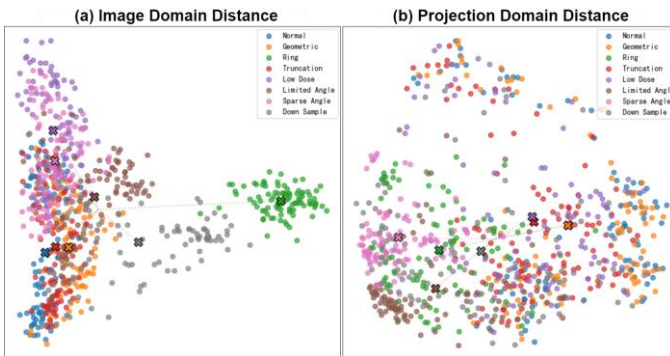 (a) Image Domain Distance
Normal
Geometric
Ring
Truncation
Low Dose
Limited Angle
Sparse Angle
Down Sample
(b) Projection Domain Distance
Normal
Geometric
Ring
Truncation
Low Dose
Limited Angle
Sparse Angle
Down Sample